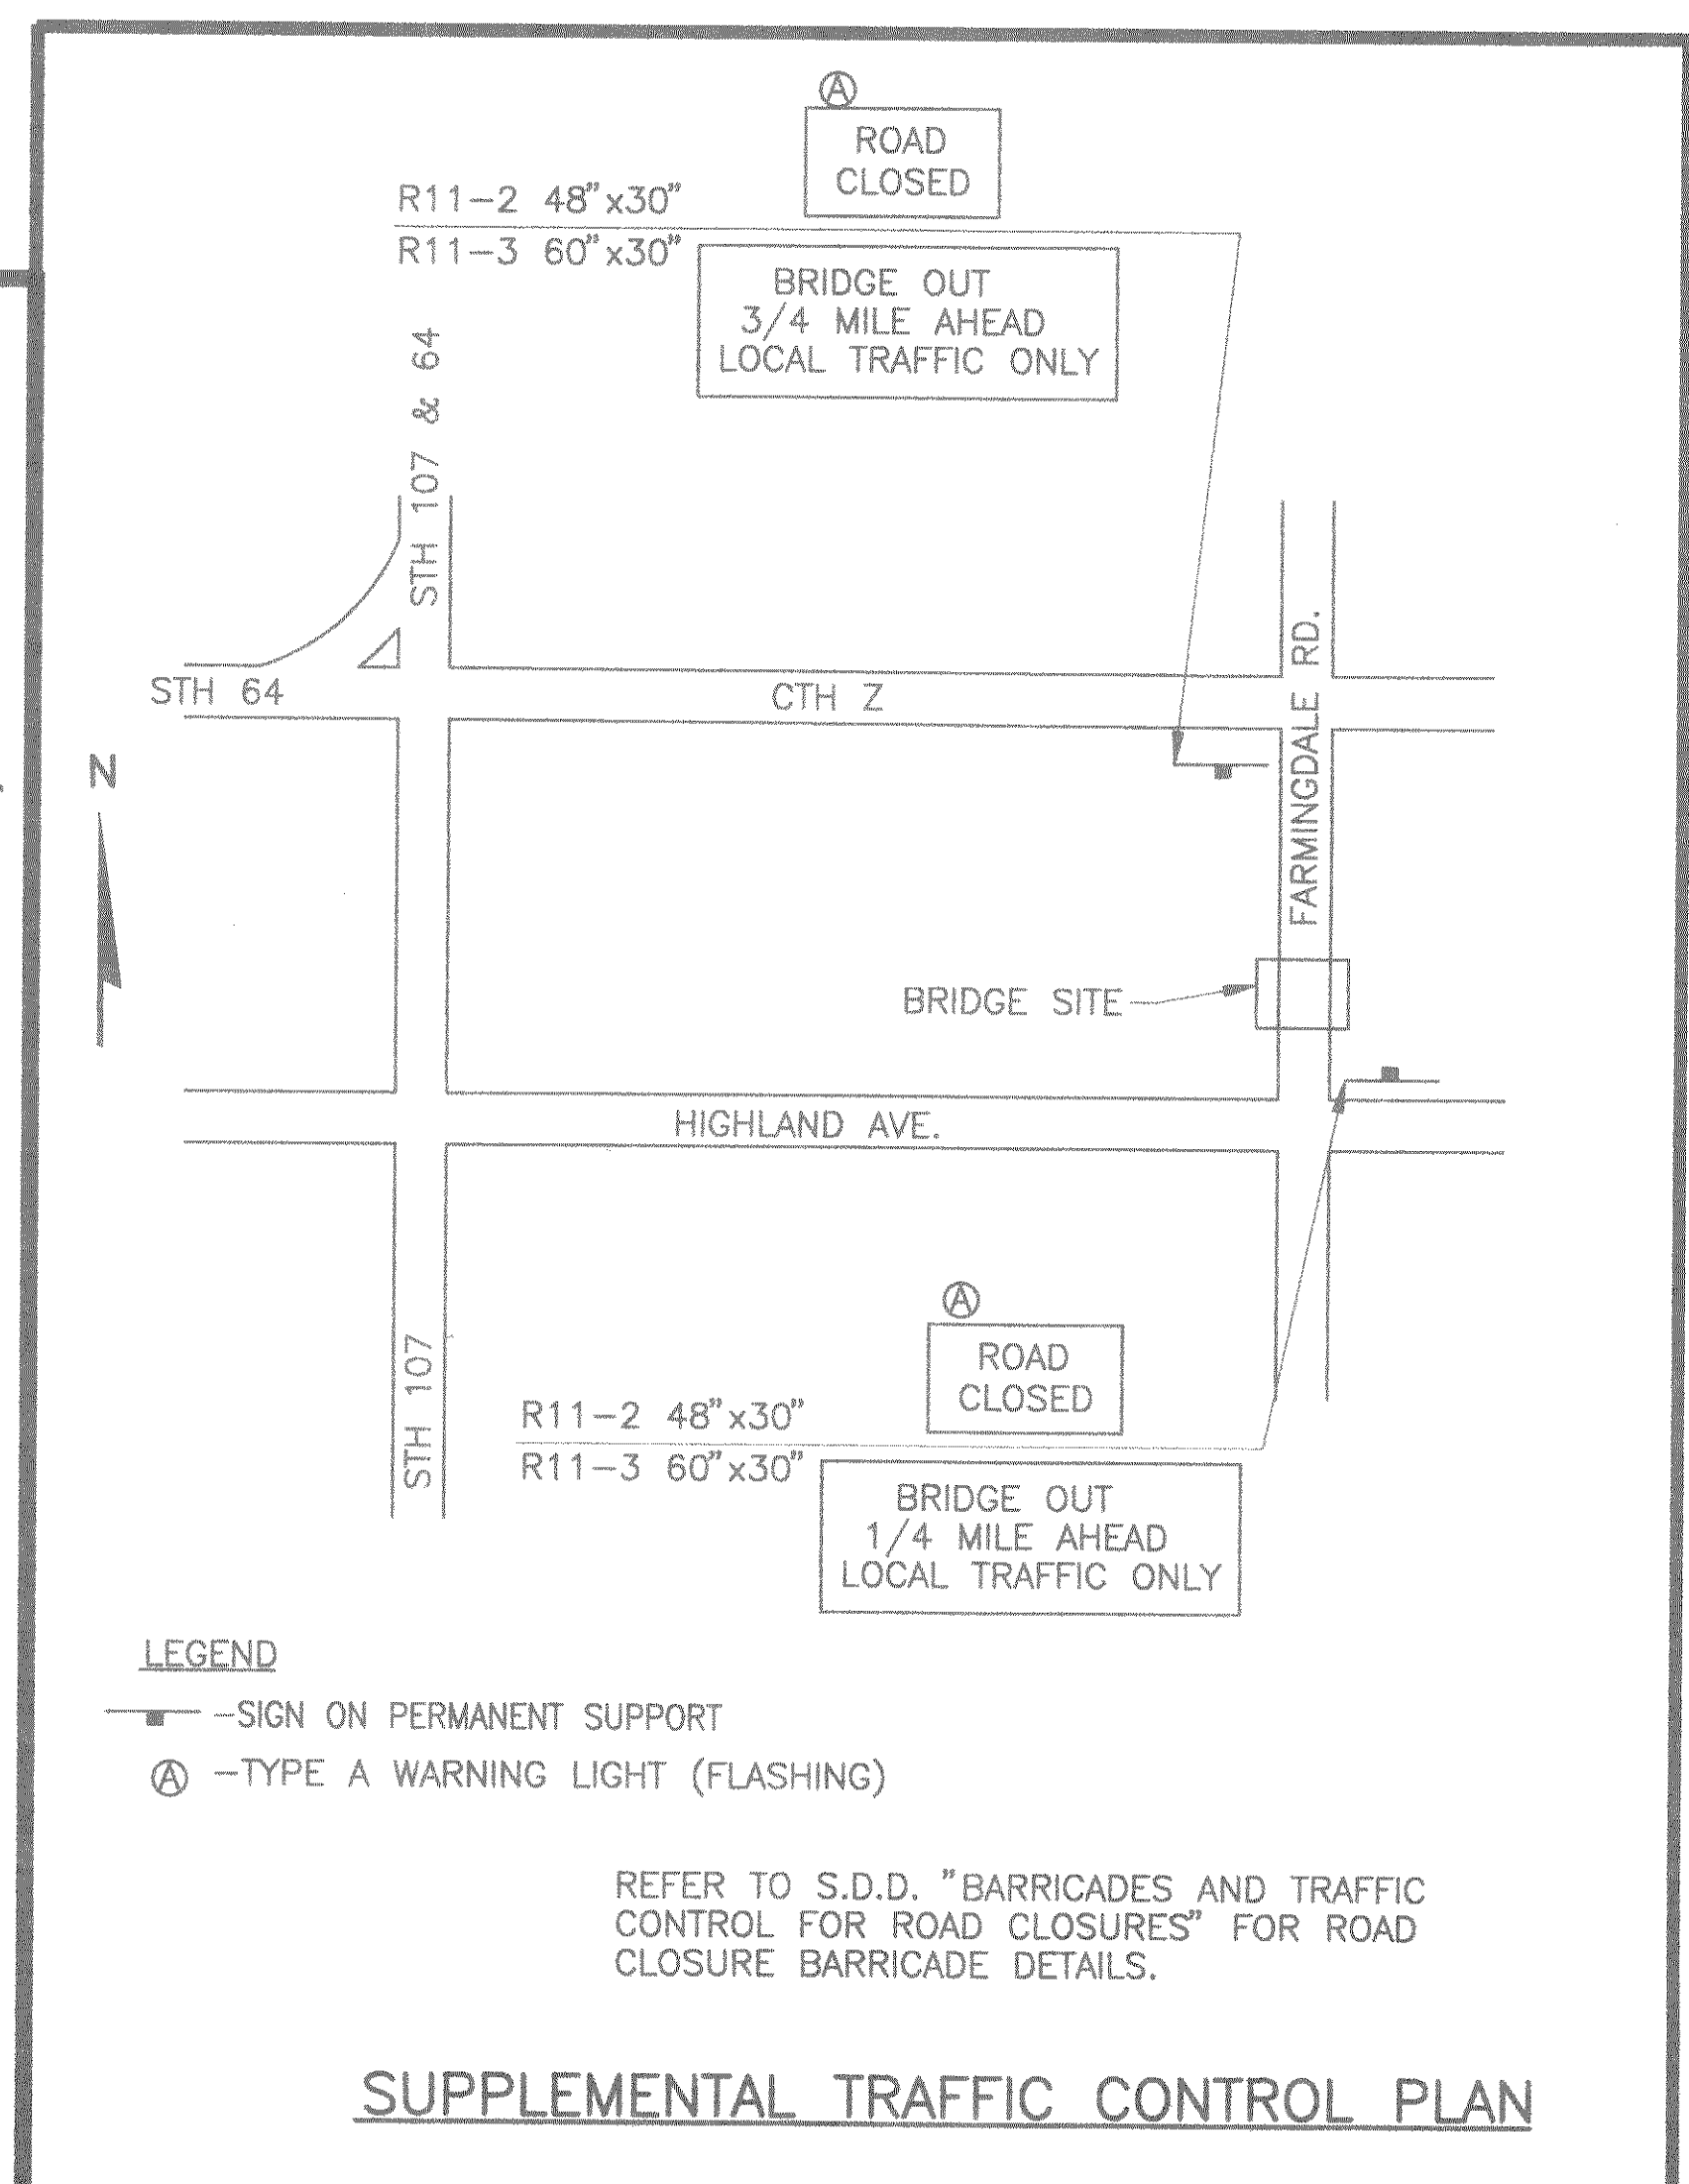 Ⓐ
ROAD
CLOSED
R11-2 48"x30"
R11-3 60"x30"
BRIDGE OUT
3/4 MILE AHEAD
LOCAL TRAFFIC ONLY
STH 107 & 64
FARMINGDALE RD.
STH 64
CTH Z
N
BRIDGE SITE
HIGHLAND AVE.
STH 107
Ⓐ
ROAD
CLOSED
R11-2 48"x30"
R11-3 60"x30"
BRIDGE OUT
1/4 MILE AHEAD
LOCAL TRAFFIC ONLY
LEGEND
-SIGN ON PERMANENT SUPPORT
Ⓐ -TYPE A WARNING LIGHT (FLASHING)
REFER TO S.D.D. "BARRICADES AND TRAFFIC
CONTROL FOR ROAD CLOSURES" FOR ROAD
CLOSURE BARRICADE DETAILS.
SUPPLEMENTAL TRAFFIC CONTROL PLAN